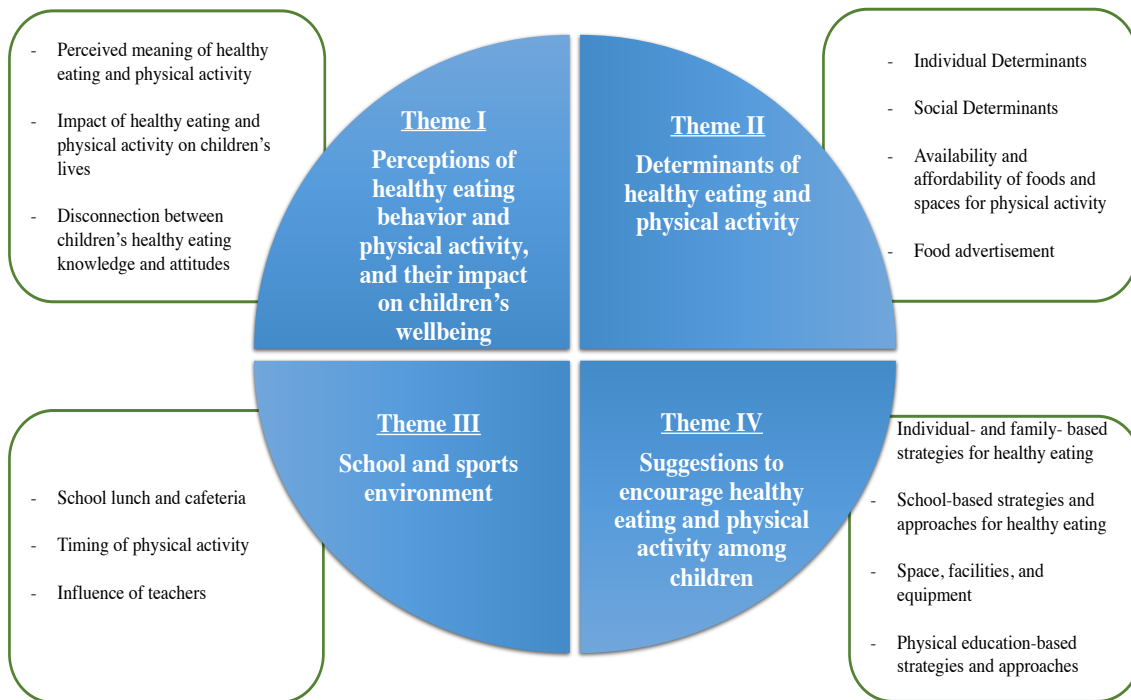 - Perceived meaning of healthy
eating and physical activity
- Impact of healthy eating and
physical activity on children's
lives
- Disconnection between
children's healthy eating
knowledge and attitudes
Theme I
Perceptions of
healthy eating
behavior and
physical activity,
and their impact
on children's
wellbeing
Theme II
Determinants of
healthy eating and
physical activity
- Individual Determinants
- Social Determinants
- Availability and
affordability of foods and
spaces for physical activity
- Food advertisement
- School lunch and cafeteria
- Timing of physical activity
- Influence of teachers
Theme III
School and sports
environment
Theme IV
Suggestions to
encourage healthy
eating and physical
activity among
children
Individual- and family- based
strategies for healthy eating
- School-based strategies and
approaches for healthy eating
- Space, facilities, and
equipment
- Physical education-based
strategies and approaches